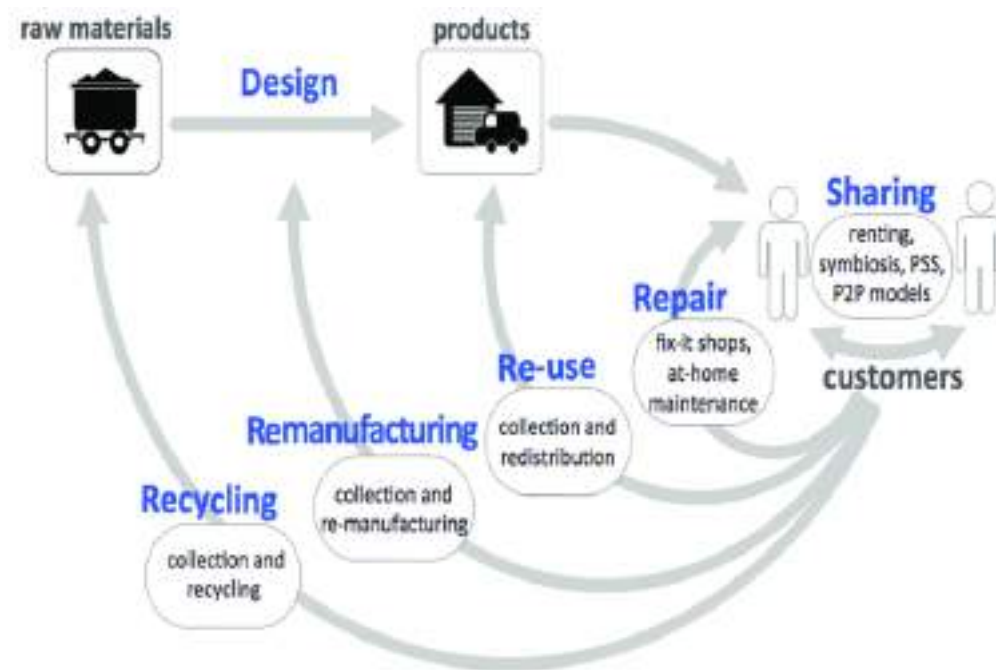 raw materials
products
Design
Sharing
renting,
symbiosis, PSS,
P2P models
Repair
fix-it shops,
at-home
maintenance
customers
Re-use
collection and
redistribution
Remanufacturing
collection and
re-manufacturing
Recycling
collection and
recycling